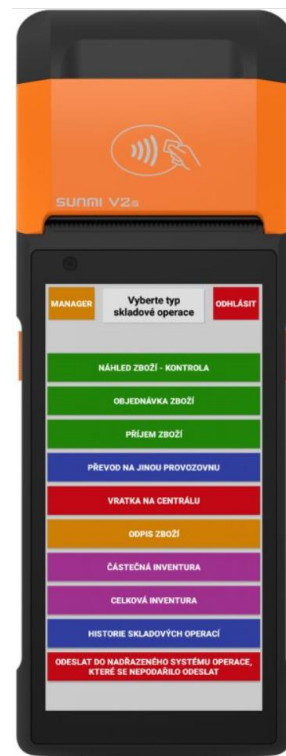 SUNMI V2s
MANAGER
Vyberte typ
skladové operace
ODHLÁSIT
NÁHLED ZBOŽÍ - KONTROLA
OBJEDNÁVKA ZBOŽÍ
PŘÍJEM ZBOŽÍ
PŘEVOD NA JINOU PROVOZOVNU
VRATKA NA CENTRÁLU
ODPIS ZBOŽÍ
ČÁSTEČNÁ INVENTURA
CELKOVÁ INVENTURA
HISTORIE SKLADOVÝCH OPERACÍ
ODESLAT DO NADŘAZENÉHO SYSTÉMU OPERACE,
KTERÉ SE NEPODAŘILO ODESLAT